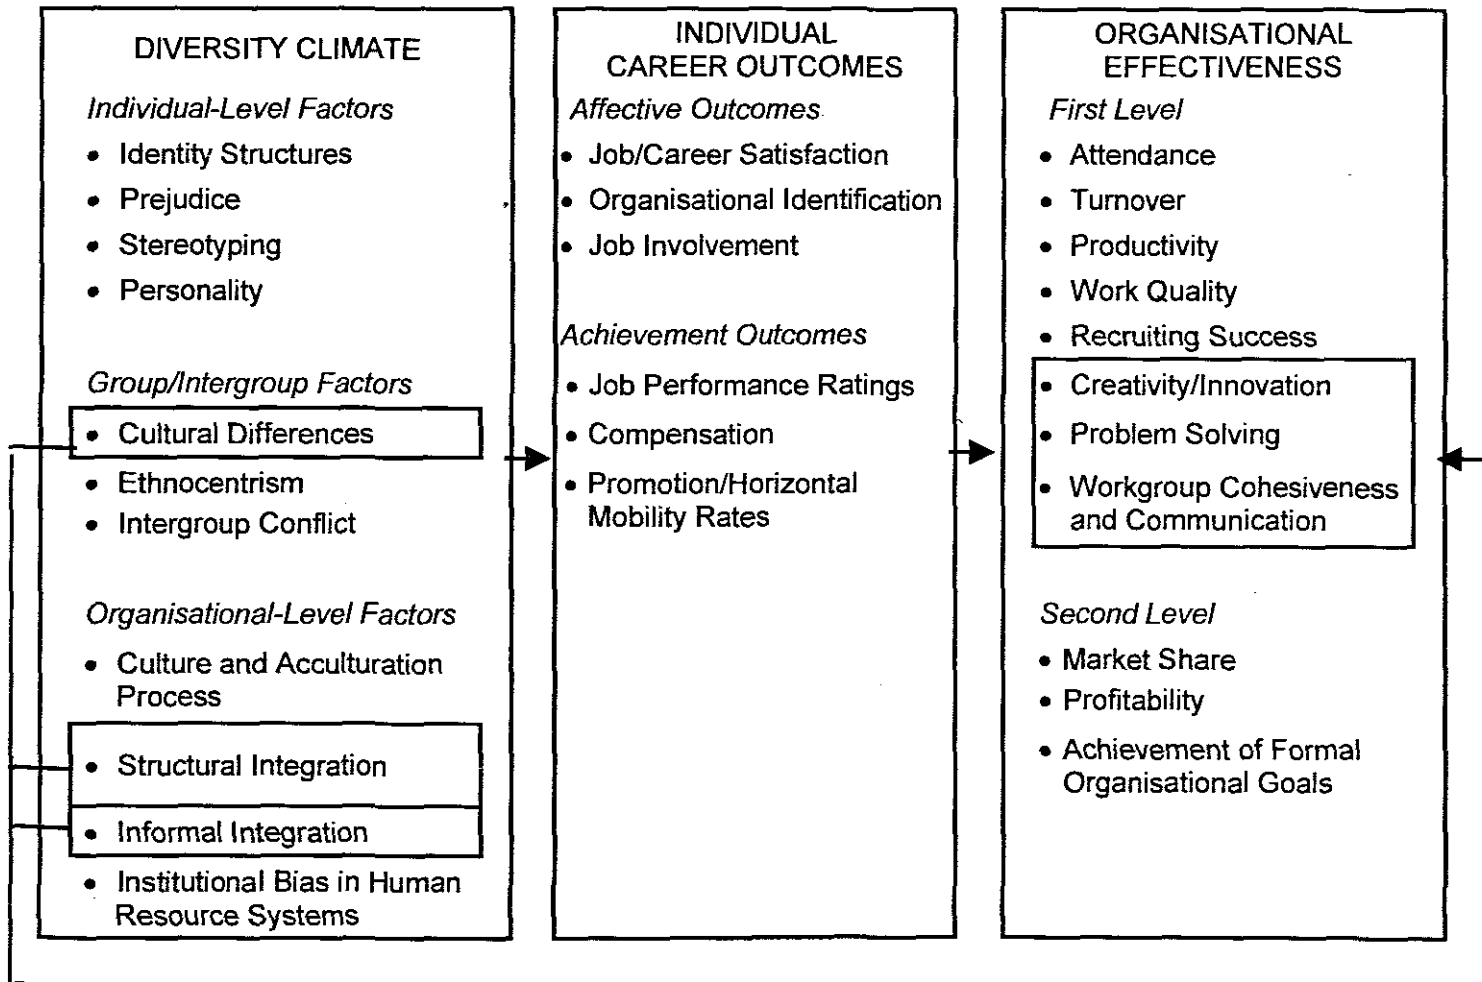 DIVERSITY CLIMATE
Individual-Level Factors
• Identity Structures
• Prejudice
• Stereotyping
• Personality
Group/Intergroup Factors
• Cultural Differences
• Ethnocentrism
• Intergroup Conflict
Organisational-Level Factors
• Culture and Acculturation
Process
• Structural Integration
• Informal Integration
• Institutional Bias in Human
Resource Systems
INDIVIDUAL
CAREER OUTCOMES
Affective Outcomes
• Job/Career Satisfaction
• Organisational Identification
• Job Involvement
Achievement Outcomes
• Job Performance Ratings
• Compensation
• Promotion/Horizontal
Mobility Rates
ORGANISATIONAL
EFFECTIVENESS
First Level
• Attendance
• Turnover
• Productivity
• Work Quality
• Recruiting Success
• Creativity/Innovation
• Problem Solving
• Workgroup Cohesiveness
and Communication
Second Level
• Market Share
• Profitability
• Achievement of Formal
Organisational Goals